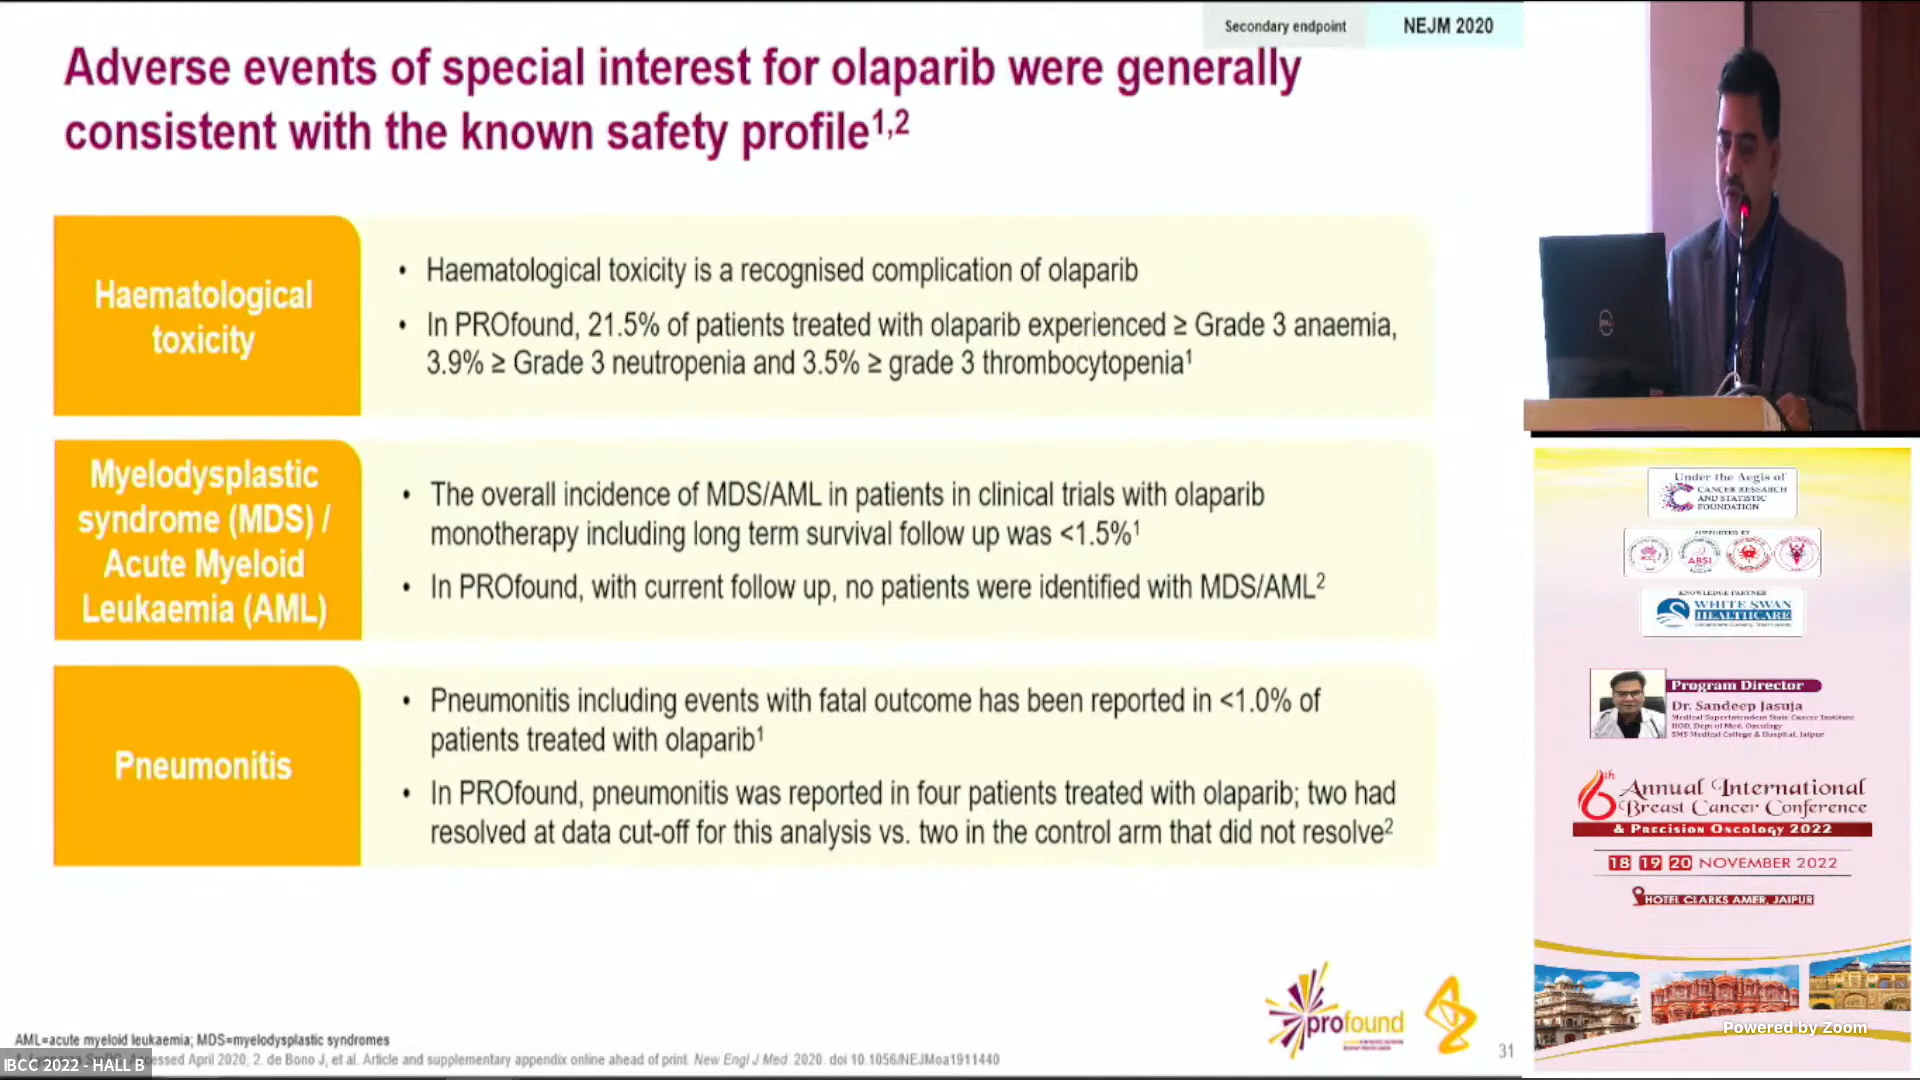 Secondary endpoint
NEJM 2020
Adverse events of special interest for olaparib were generally
consistent with the known safety profile1,2
Haematological
toxicity
• Haematological toxicity is a recognised complication of olaparib
• In PROfound, 21.5% of patients treated with olaparib experienced ≥ Grade 3 anaemia,
3.9% ≥ Grade 3 neutropenia and 3.5% ≥ grade 3 thrombocytopenia1
Myelodysplastic
syndrome (MDS) /
Acute Myeloid
Leukaemia (AML)
• The overall incidence of MDS/AML in patients in clinical trials with olaparib
monotherapy including long term survival follow up was <1.5%1
• In PROfound, with current follow up, no patients were identified with MDS/AML2
Pneumonitis
• Pneumonitis including events with fatal outcome has been reported in <1.0% of
patients treated with olaparib1
• In PROfound, pneumonitis was reported in four patients treated with olaparib; two had
resolved at data cut-off for this analysis vs. two in the control arm that did not resolve2
profound
31
AML=acute myeloid leukaemia; MDS=myelodysplastic syndromes
April 2020; 2. de Bono J, et al. Article and supplementary appendix online ahead of print. New Engl J Med. 2020. doi 10.1056/NEJMoa1911440
IBCC 2022 - HALL B
DELL
Under the Aegis of
CANCER RESEARCH
AND STATISTIC
FOUNDATION
SUPPORTED BY
ABSI
KNOWLEDGE PARTNER
WHITE SWAN
HEALTHCARE
Program Director
Dr. Sandeep Jasuja
Medical Superintendent State Cancer Institute
HOD, Dept of Med. Oncology
SMS Medical College & Hospital, Jaipur
6th Annual International
Breast Cancer Conference
& Precision Oncology 2022
18 19 20 NOVEMBER 2022
HOTEL CLARKS AMER, JAIPUR
Powered by Zoom